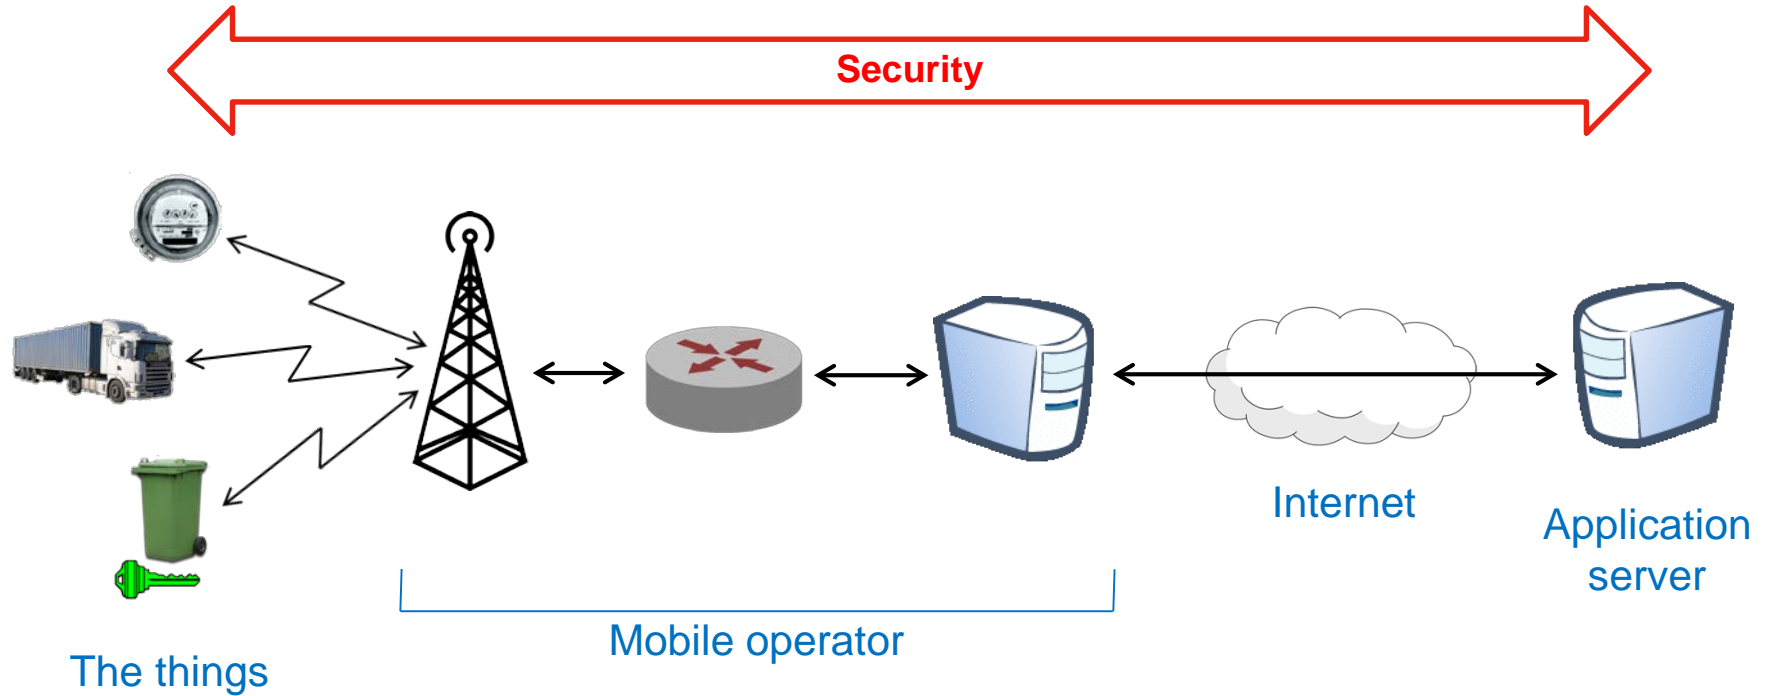 Security
Internet
Application
server
Mobile operator
The things